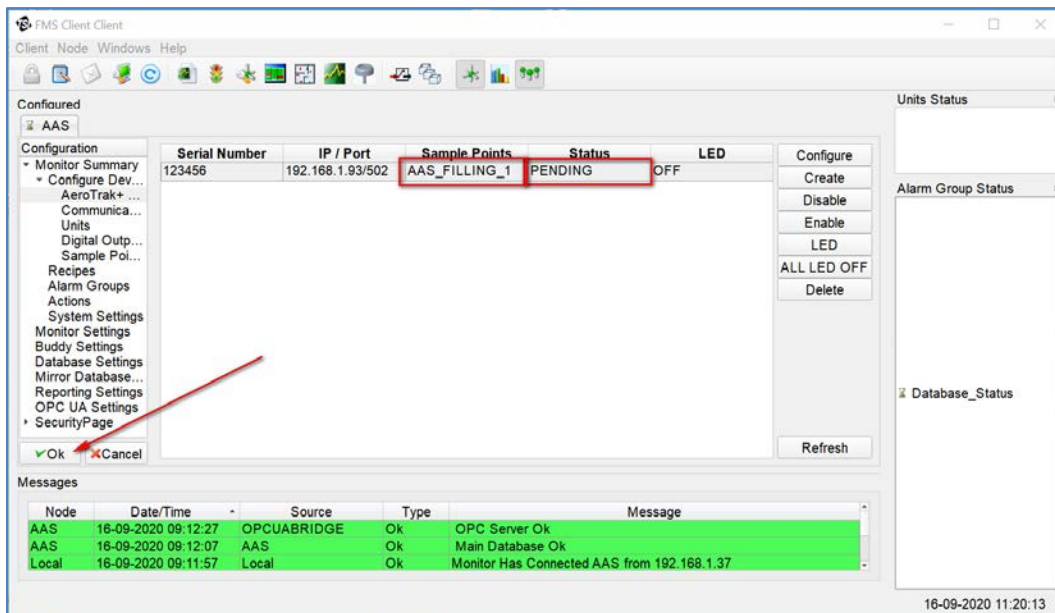 FMS Client Client
Client Node Windows Help
Configured
AAS
Configuration
Monitor Summary
Configure Dev...
AeroTrak+ ...
Communica...
Units
Digital Outp...
Sample Poi...
Recipes
Alarm Groups
Actions
System Settings
Monitor Settings
Buddy Settings
Database Settings
Mirror Database...
Reporting Settings
OPC UA Settings
SecurityPage
Ok Cancel
Serial Number IP / Port Sample Points Status LED
123456 192.168.1.93/502 AAS_FILLING_1 PENDING OFF
Configure
Create
Disable
Enable
LED
ALL LED OFF
Delete
Refresh
Units Status
Alarm Group Status
Database_Status
Messages
Node Date/Time Source Type Message
AAS 16-09-2020 09:12:27 OPCUABRIDGE Ok OPC Server Ok
AAS 16-09-2020 09:12:07 AAS Ok Main Database Ok
Local 16-09-2020 09:11:57 Local Ok Monitor Has Connected AAS from 192.168.1.37
16-09-2020 11:20:13